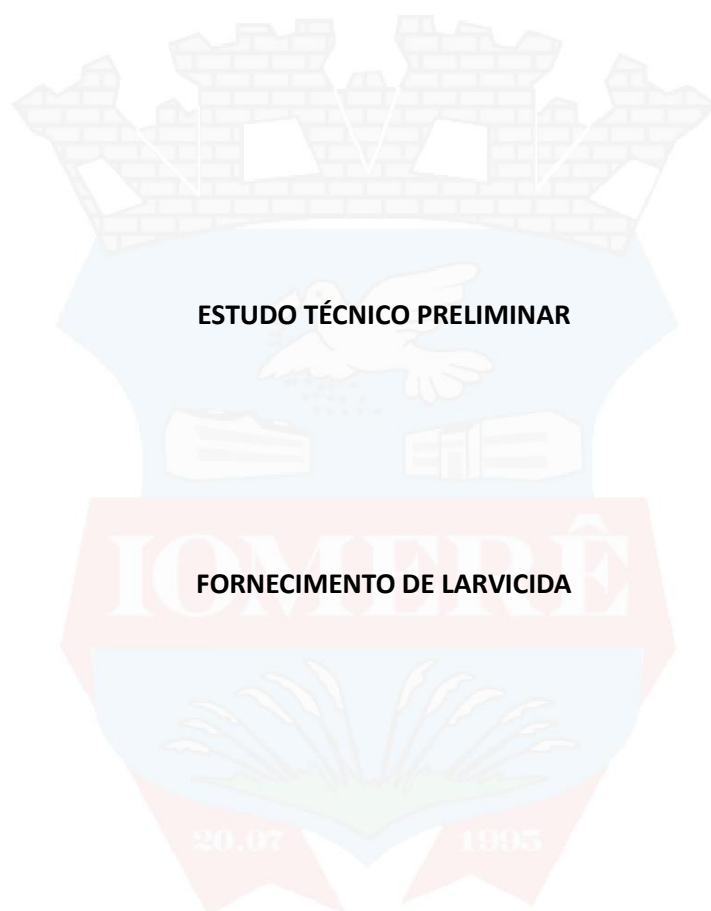 ESTUDO TÉCNICO PRELIMINAR
FORNECIMENTO DE LARVICIDA
IOMERÊ
20.07
1995